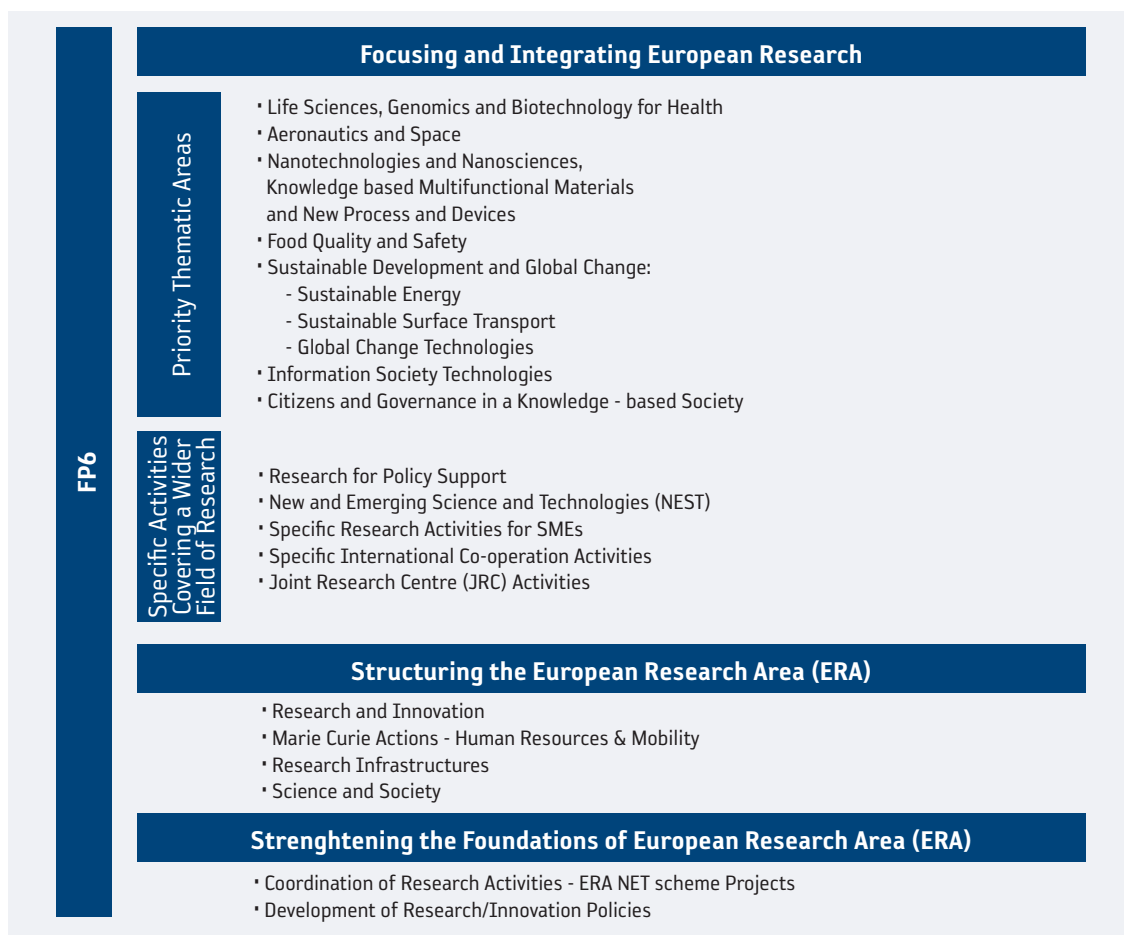 FP6
Focusing and Integrating European Research
Priority Thematic Areas
· Life Sciences, Genomics and Biotechnology for Health
· Aeronautics and Space
· Nanotechnologies and Nanosciences,
Knowledge based Multifunctional Materials
and New Process and Devices
· Food Quality and Safety
· Sustainable Development and Global Change:
- Sustainable Energy
- Sustainable Surface Transport
- Global Change Technologies
· Information Society Technologies
· Citizens and Governance in a Knowledge - based Society
Specific Activities
Covering a Wider
Field of Research
· Research for Policy Support
· New and Emerging Science and Technologies (NEST)
· Specific Research Activities for SMEs
· Specific International Co-operation Activities
· Joint Research Centre (JRC) Activities
Structuring the European Research Area (ERA)
· Research and Innovation
· Marie Curie Actions - Human Resources & Mobility
· Research Infrastructures
· Science and Society
Strenghtening the Foundations of European Research Area (ERA)
· Coordination of Research Activities - ERA NET scheme Projects
· Development of Research/Innovation Policies